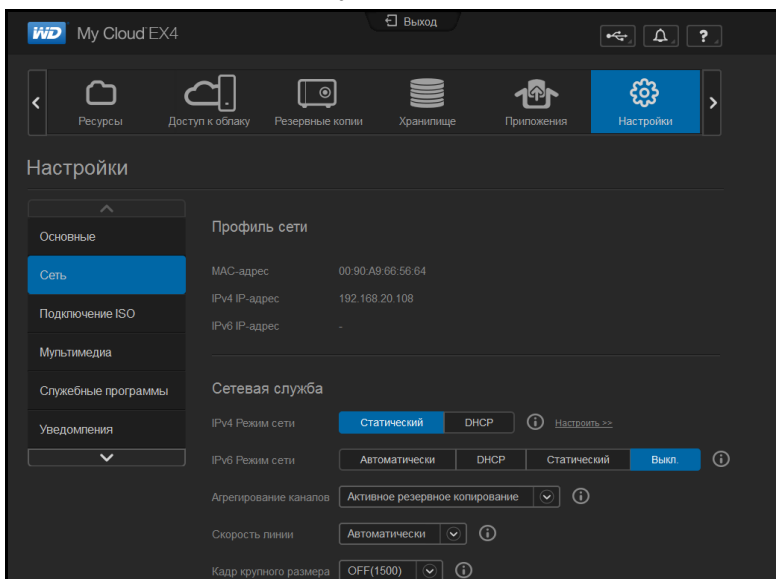 WD My Cloud EX4
Выход
?
Ресурсы
Доступ к облаку
Резервные копии
Хранилище
Приложения
Настройки
Настройки
Основные
Сеть
Подключение ISO
Мультимедиа
Служебные программы
Уведомления
Профиль сети
MAC-адрес 00:90:A9:66:56:64
IPv4 IP-адрес 192.168.20.108
IPv6 IP-адрес -
Сетевая служба
IPv4 Режим сети Статический DHCP Настроить >>
IPv6 Режим сети Автоматически DHCP Статический Выкл.
Агрегирование каналов Активное резервное копирование
Скорость линии Автоматически
Кадр крупного размера OFF(1500)